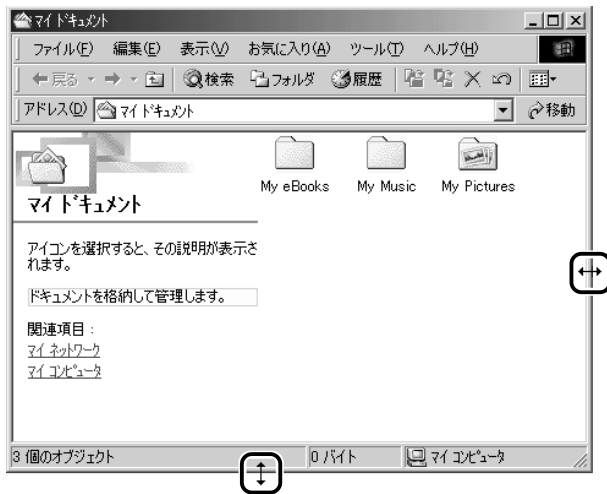 マイ ドキュメント
ファイル(F) 編集(E) 表示(V) お気に入り(A) ツール(T) ヘルプ(H)
戻る 検索 フォルダ 履歴
アドレス(D) マイ ドキュメント 移動
マイ ドキュメント
My eBooks My Music My Pictures
アイコンを選択すると、その説明が表示さ
れます。
ドキュメントを格納して管理します。
関連項目:
マイ ネットワーク
マイ コンピュータ
3 個のオブジェクト 0 バイト マイ コンピュータ